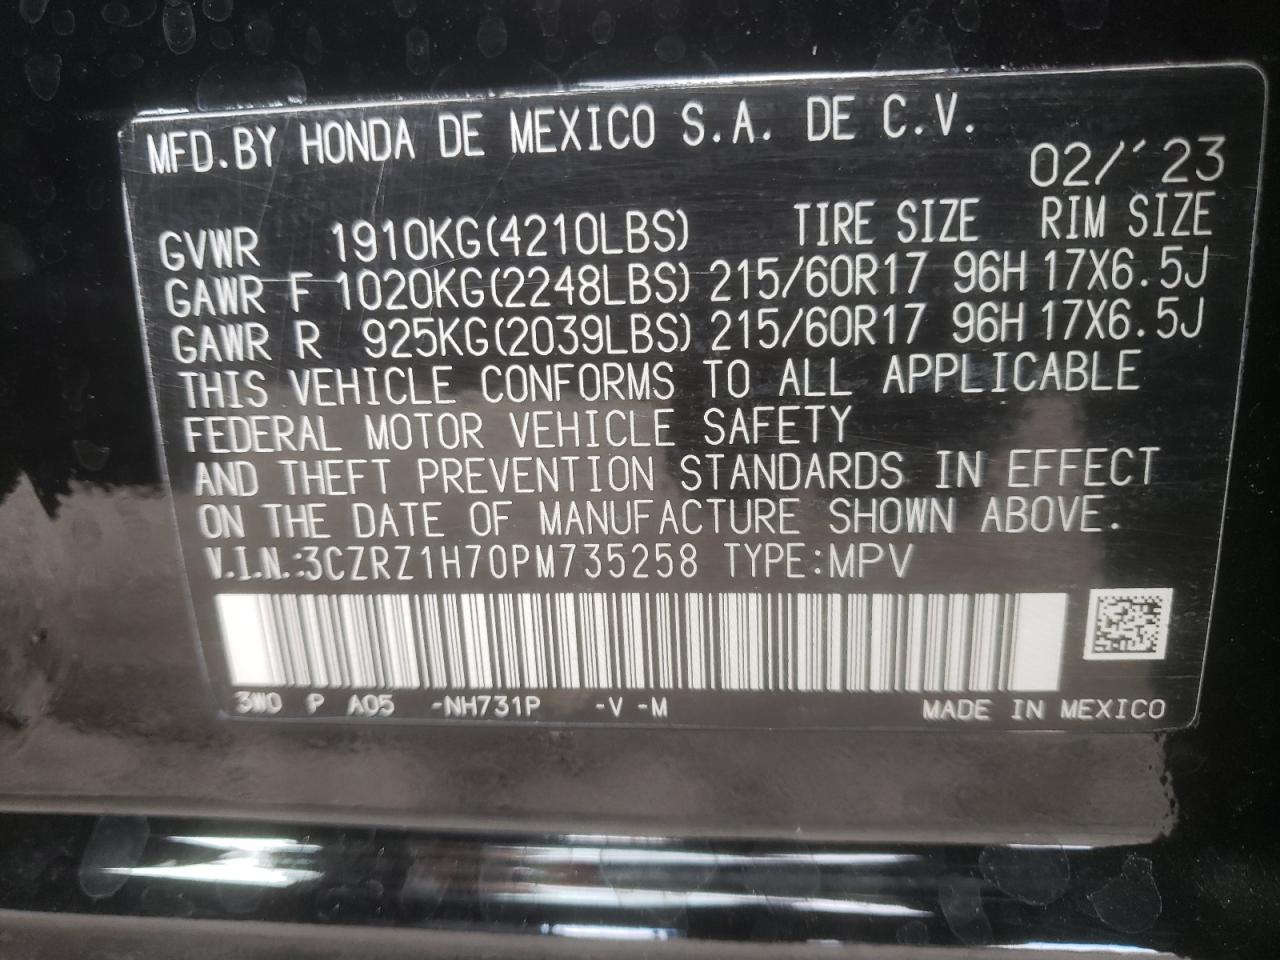 MFD.BY HONDA DE MEXICO S.A. DE C.V.
02/´23
GVWR 1910KG(4210LBS) TIRE SIZE RIM SIZE
GAWR F 1020KG(2248LBS) 215/60R17 96H 17X6.5J
GAWR R 925KG(2039LBS) 215/60R17 96H 17X6.5J
THIS VEHICLE CONFORMS TO ALL APPLICABLE
FEDERAL MOTOR VEHICLE SAFETY
AND THEFT PREVENTION STANDARDS IN EFFECT
ON THE DATE OF MANUFACTURE SHOWN ABOVE.
V.I.N.:3CZRZ1H70PM735258 TYPE:MPV
3W0 P A05 -NH731P -V -M MADE IN MEXICO